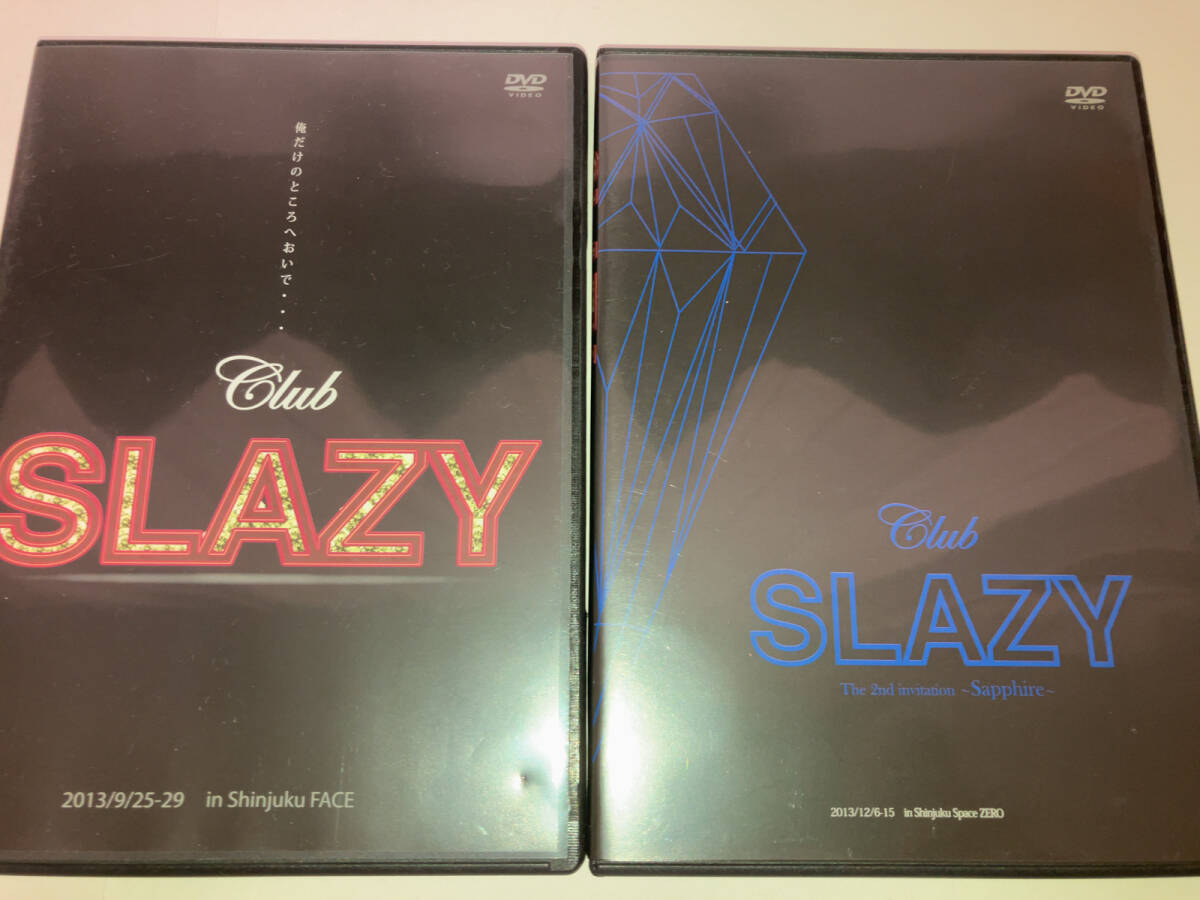 DVD
VIDEO
俺だけのところへおいで・・・
Club
SLAZY
2013/9/25-29 in Shinjuku FACE
DVD
VIDEO
Club
SLAZY
The 2nd invitation ~Sapphire~
2013/12/6-15 in Shinjuku Space ZERO